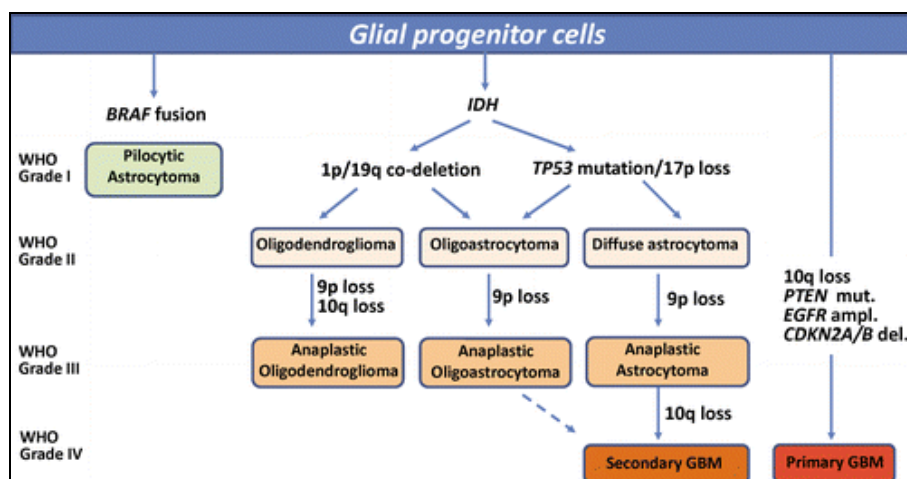 Glial progenitor cells
BRAF fusion
IDH
WHO
Grade I
Pilocytic
Astrocytoma
1p/19q co-deletion
TP53 mutation/17p loss
WHO
Grade II
Oligodendroglioma
Oligoastrocytoma
Diffuse astrocytoma
9p loss
10q loss
9p loss
9p loss
10q loss
PTEN mut.
EGFR ampl.
CDKN2A/B del.
WHO
Grade III
Anaplastic
Oligodendroglioma
Anaplastic
Oligoastrocytoma
Anaplastic
Astrocytoma
10q loss
WHO
Grade IV
Secondary GBM
Primary GBM